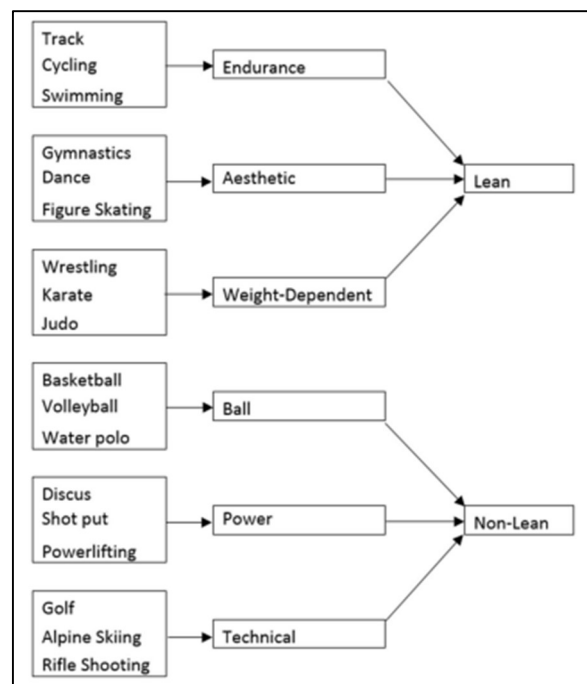 Track
Cycling
Swimming
Endurance
Gymnastics
Dance
Figure Skating
Aesthetic
Lean
Wrestling
Karate
Judo
Weight-Dependent
Basketball
Volleyball
Water polo
Ball
Discus
Shot put
Powerlifting
Power
Non-Lean
Golf
Alpine Skiing
Rifle Shooting
Technical